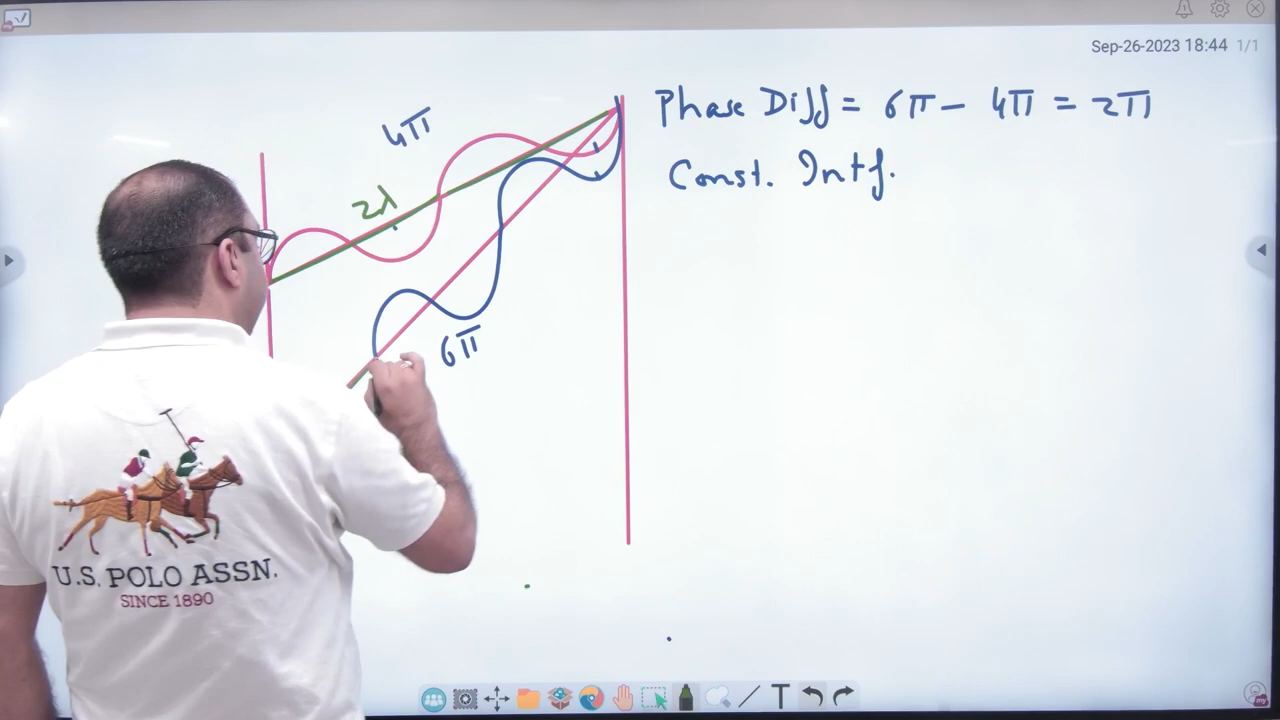 Sep-26-2023 18:44 1/1
Phase Diff = 6π - 4π = 2π
Const. Intf.
4π
2λ
6π
U.S. POLO ASSN.
SINCE 1890
T